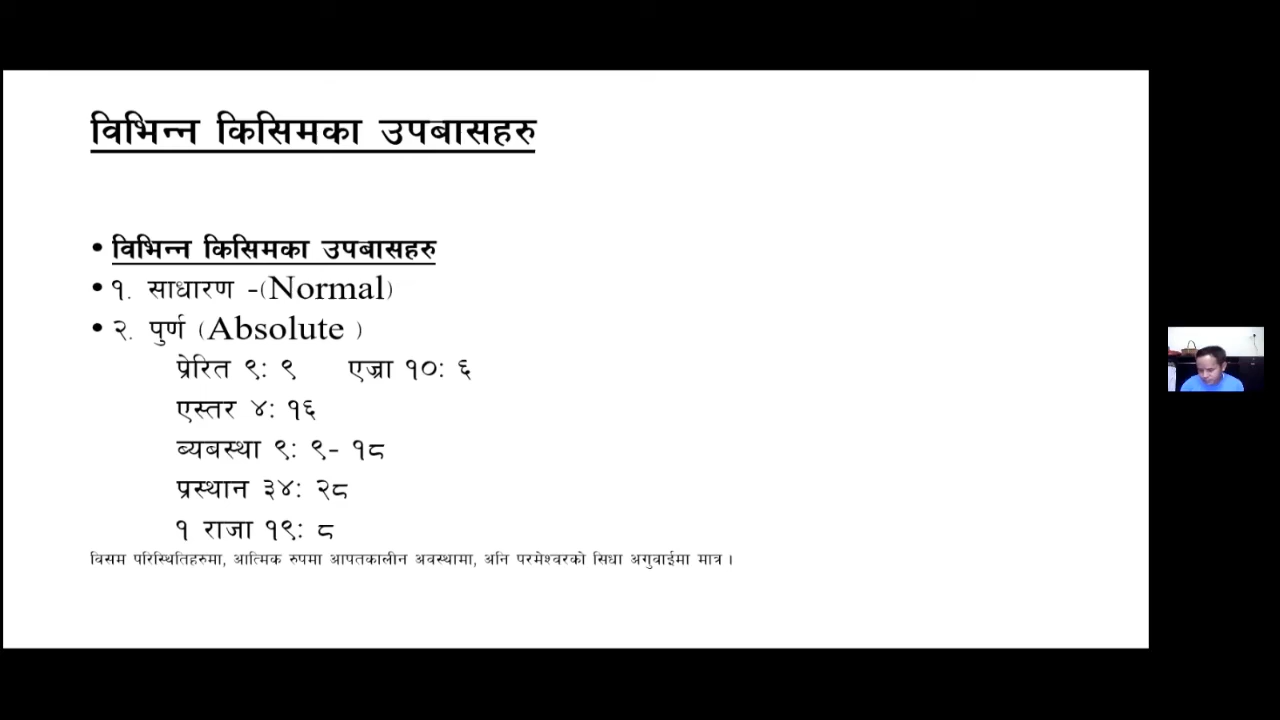 विभिन्न किसिमका उपबासहरु
• विभिन्न किसिमका उपबासहरु
• १. साधारण -(Normal)
• २. पुर्ण (Absolute )
प्रेरित ९: ९ एज्रा १०: ६
एस्तर ४: १६
ब्यबस्था ९: ९- १८
प्रस्थान ३४: २८
१ राजा १९: ८
विसम परिस्थितिहरुमा, आत्मिक रुपमा आपतकालीन अवस्थामा, अनि परमेश्वरको सिधा अगुवाईमा मात्र ।